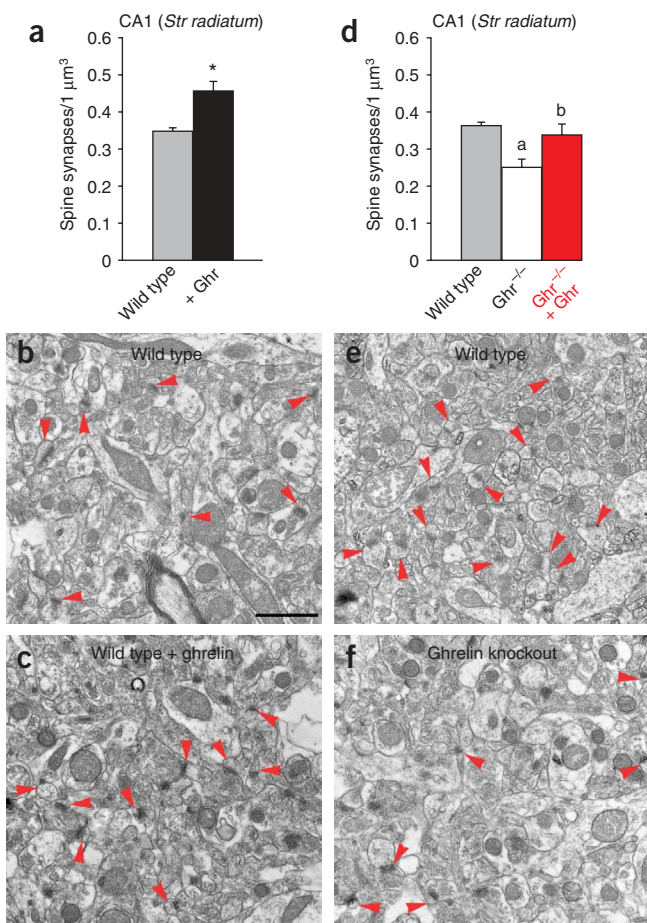 a
CA1 (Str radiatum)
Spine synapses/1 μm³
0.6
0.5
0.4
0.3
0.2
0.1
0
*
Wild type
+ Ghr
d
CA1 (Str radiatum)
Spine synapses/1 μm³
0.6
0.5
0.4
0.3
0.2
0.1
0
a
b
Wild type
Ghr⁻/⁻
Ghr⁻/⁻
+ Ghr
b
Wild type
e
Wild type
c
Wild type + ghrelin
f
Ghrelin knockout